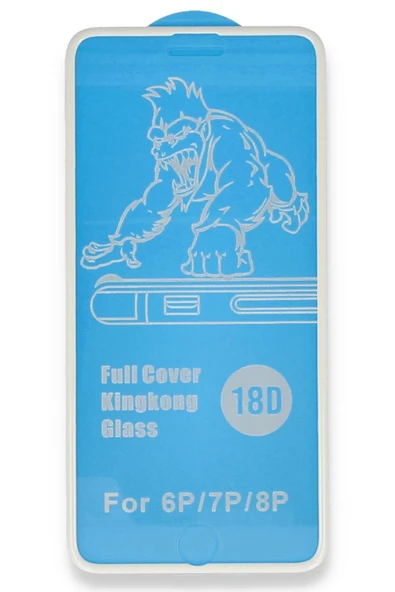 Full Cover
Kingkong
Glass
18D
For 6P/7P/8P